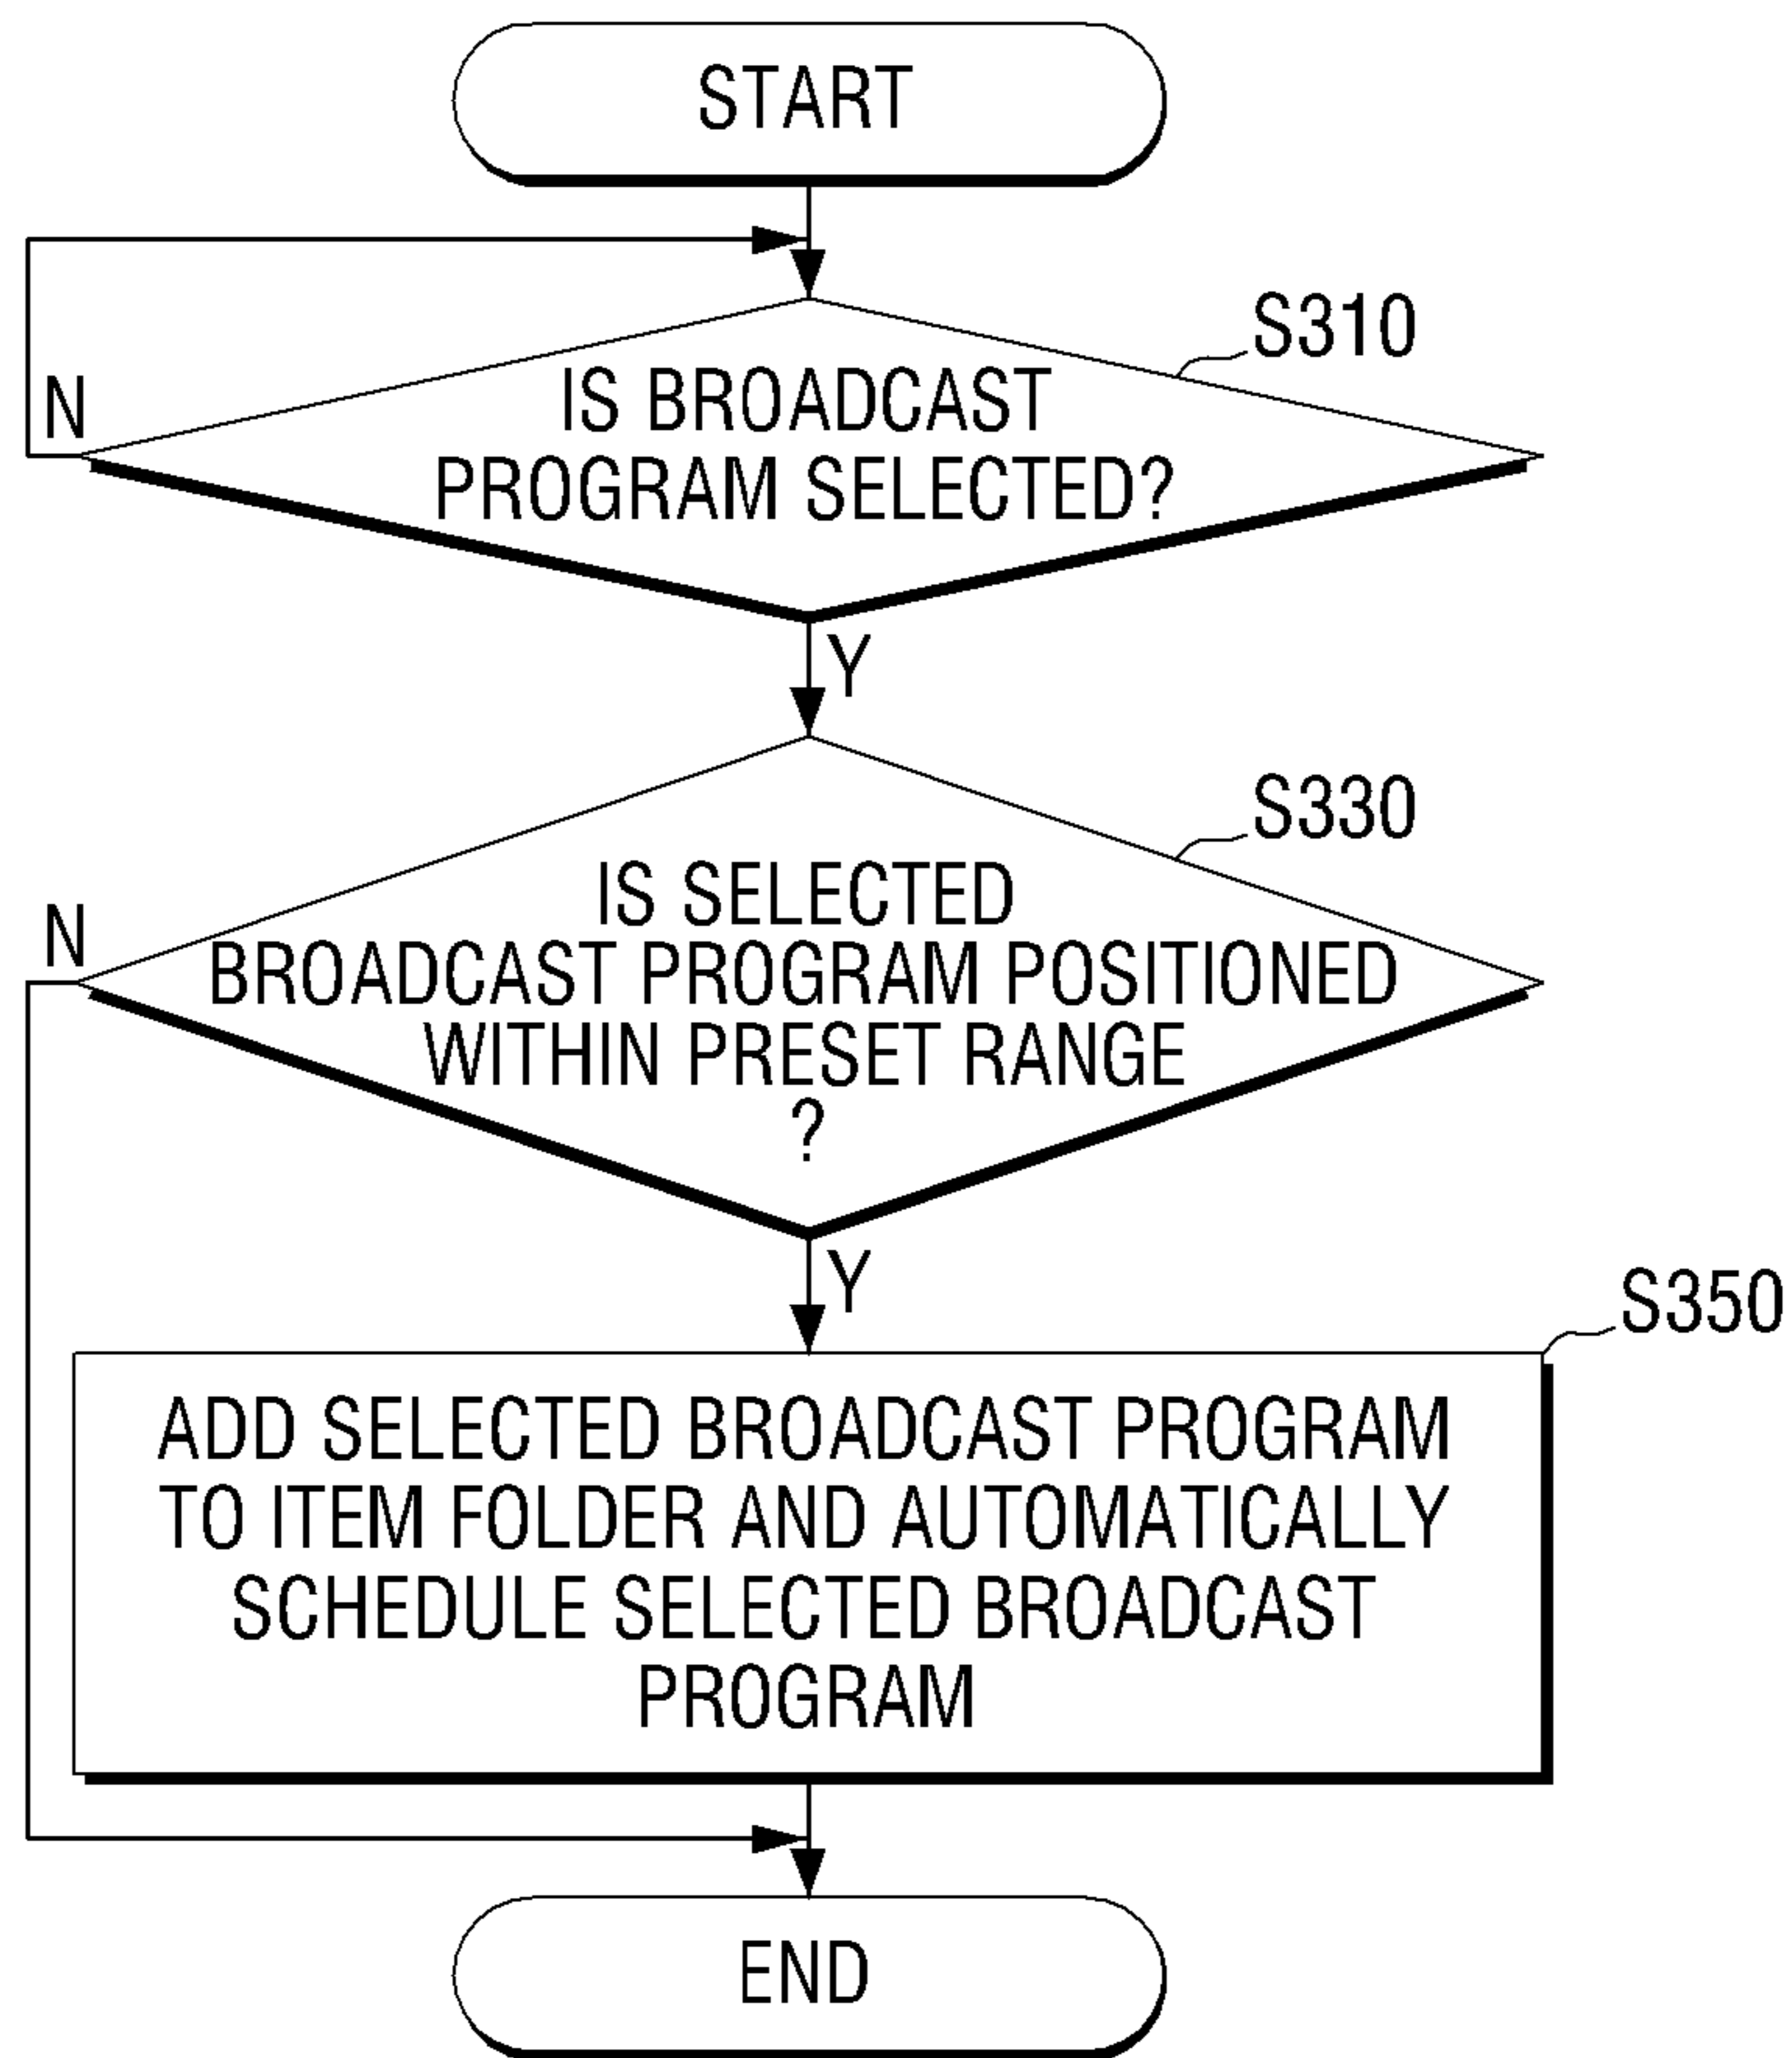 START
S310
IS BROADCAST
PROGRAM SELECTED?
N
Y
S330
IS SELECTED
BROADCAST PROGRAM POSITIONED
WITHIN PRESET RANGE
?
N
Y
S350
ADD SELECTED BROADCAST PROGRAM
TO ITEM FOLDER AND AUTOMATICALLY
SCHEDULE SELECTED BROADCAST
PROGRAM
END